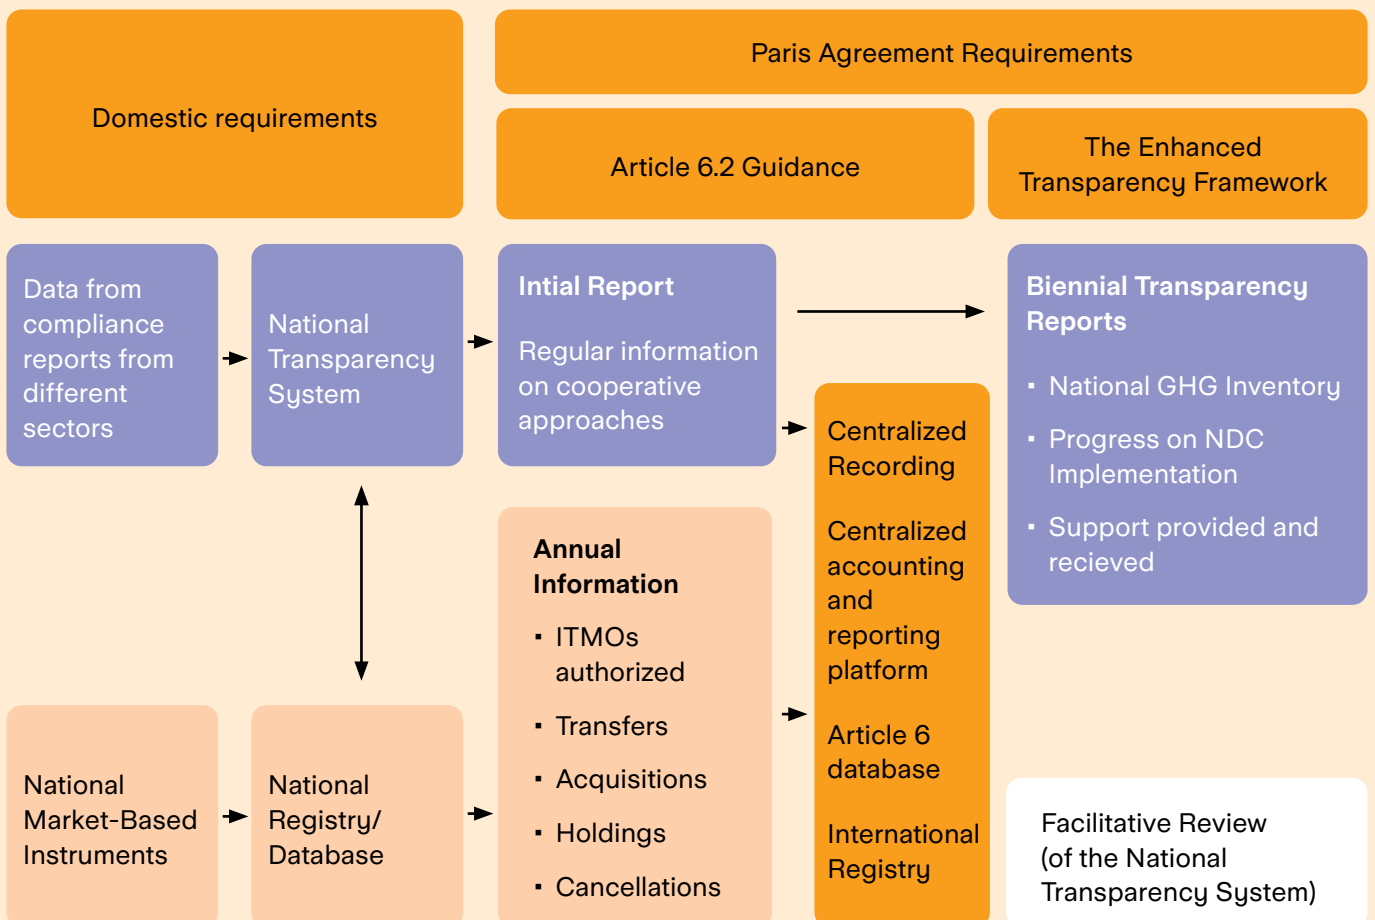 Domestic requirements
Paris Agreement Requirements
Article 6.2 Guidance
The Enhanced
Transparency Framework
Data from
compliance
reports from
different
sectors
National
Transparency
System
Intial Report
Regular information
on cooperative
approaches
Biennial Transparency
Reports
▪ National GHG Inventory
▪ Progress on NDC
Implementation
▪ Support provided and
recieved
Centralized
Recording
Centralized
accounting
and
reporting
platform
Article 6
database
International
Registry
Annual
Information
▪ ITMOs
authorized
▪ Transfers
▪ Acquisitions
▪ Holdings
▪ Cancellations
National
Market-Based
Instruments
National
Registry/
Database
Facilitative Review
(of the National
Transparency System)